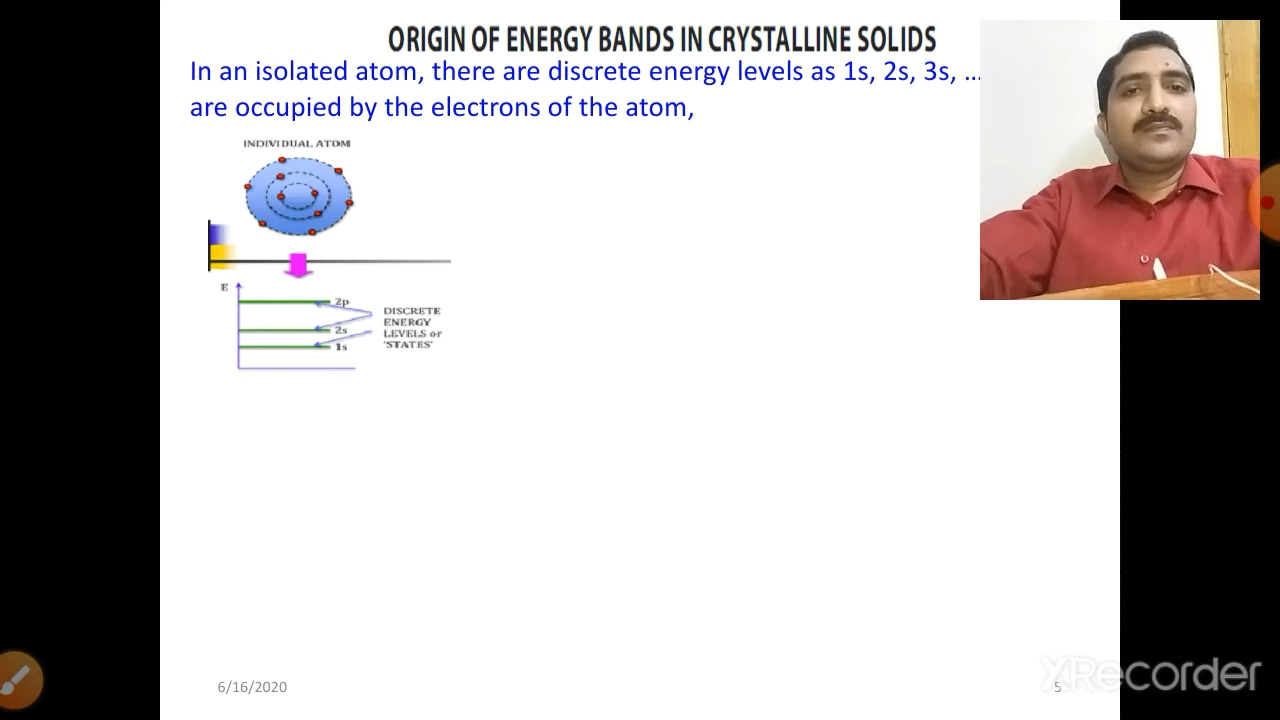 ORIGIN OF ENERGY BANDS IN CRYSTALLINE SOLIDS
In an isolated atom, there are discrete energy levels as 1s, 2s, 3s, ...
are occupied by the electrons of the atom,
INDIVIDUAL ATOM
E
2p
2s
1s
DISCRETE
ENERGY
LEVELS or
'STATES'
6/16/2020
5
XRecorder